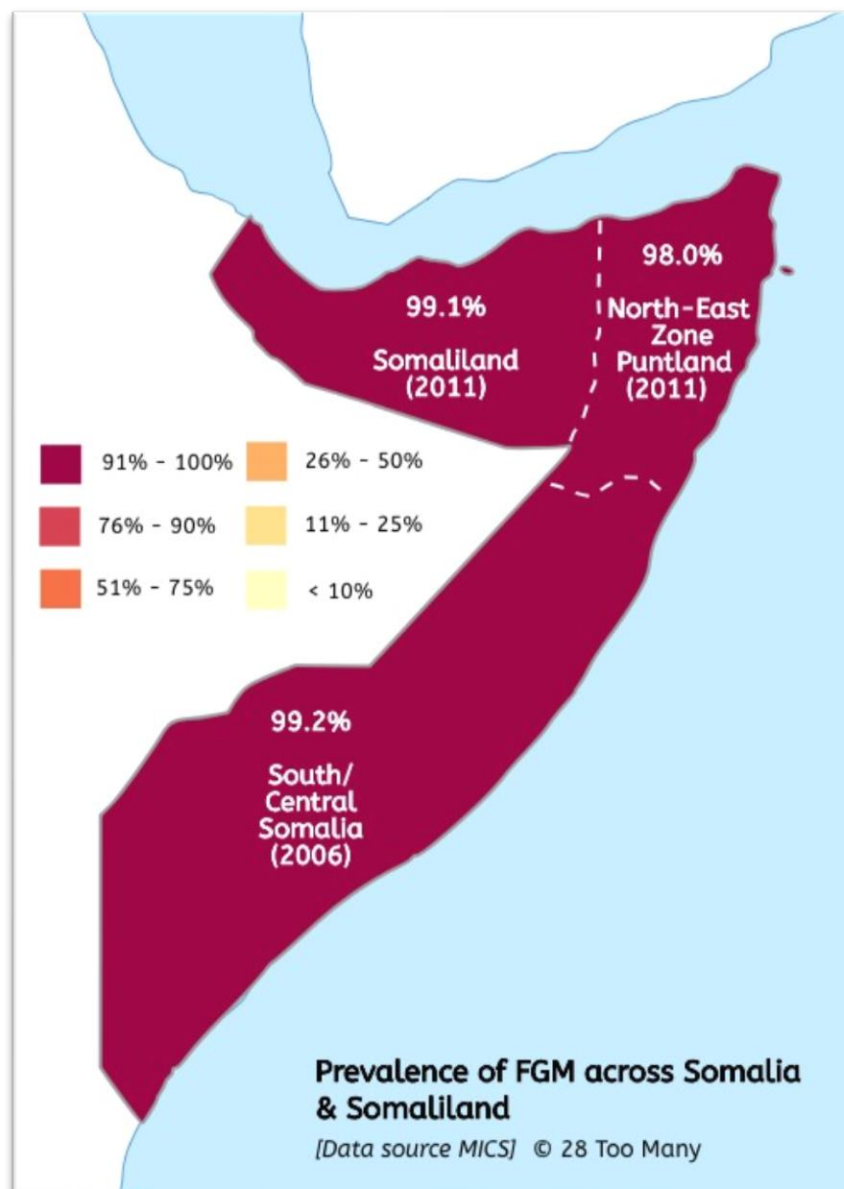 98.0%
North-East
Zone
Puntland
(2011)
99.1%
Somaliland
(2011)
91% - 100%
26% - 50%
76% - 90%
11% - 25%
51% - 75%
< 10%
99.2%
South/
Central
Somalia
(2006)
Prevalence of FGM across Somalia
& Somaliland
[Data source MICS] © 28 Too Many